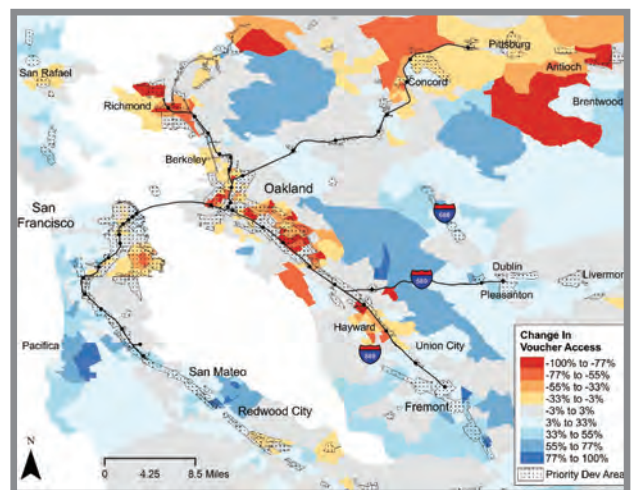 San Rafael
Pittsburg
Antioch
Concord
Brentwood
Richmond
Berkeley
Oakland
San
Francisco
Dublin
Livermor
Pleasanton
Hayward
Union City
Pacifica
San Mateo
Redwood City
Fremont
Change In
Voucher Access
-100% to -77%
-77% to -55%
-55% to -33%
-33% to -3%
-3% to 3%
3% to 33%
33% to 55%
55% to 77%
77% to 100%
Priority Dev Area
N
0 4.25 8.5 Miles